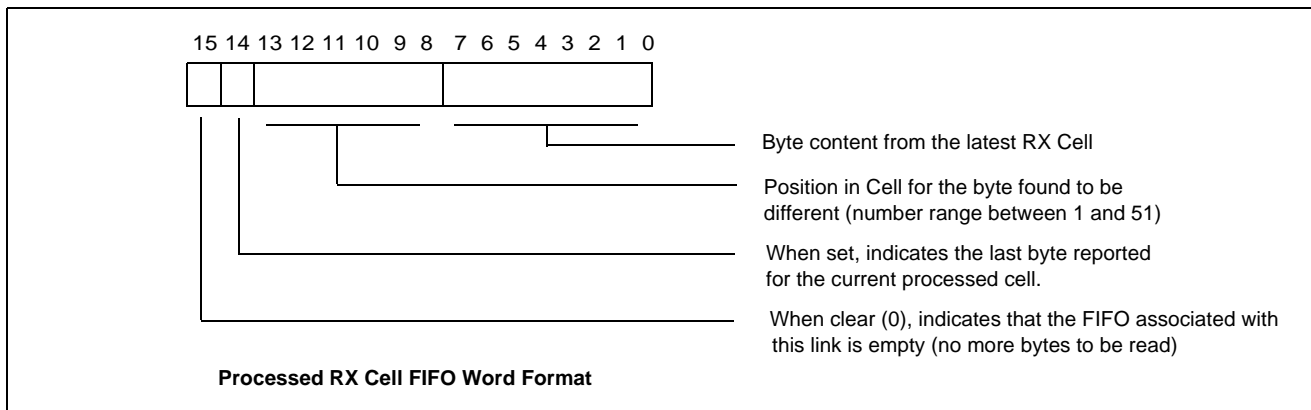 15 14 13 12 11 10 9 8 7 6 5 4 3 2 1 0
Byte content from the latest RX Cell
Position in Cell for the byte found to be
different (number range between 1 and 51)
When set, indicates the last byte reported
for the current processed cell.
When clear (0), indicates that the FIFO associated with
this link is empty (no more bytes to be read)
Processed RX Cell FIFO Word Format